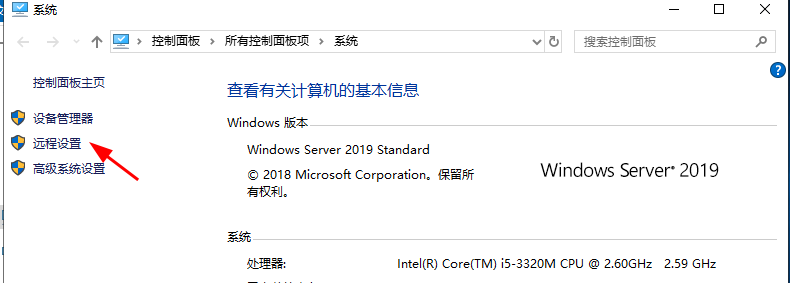 系统
控制面板 系统 所有控制面板项
搜索控制面板
控制面板主页
设备管理器
远程设置
高级系统设置
查看有关计算机的基本信息
Windows 版本
Windows Server 2019 Standard
© 2018 Microsoft Corporation。保留所
有权利。
Windows Server® 2019
系统
处理器: Intel(R) Core(TM) i5-3320M CPU @ 2.60GHz 2.59 GHz